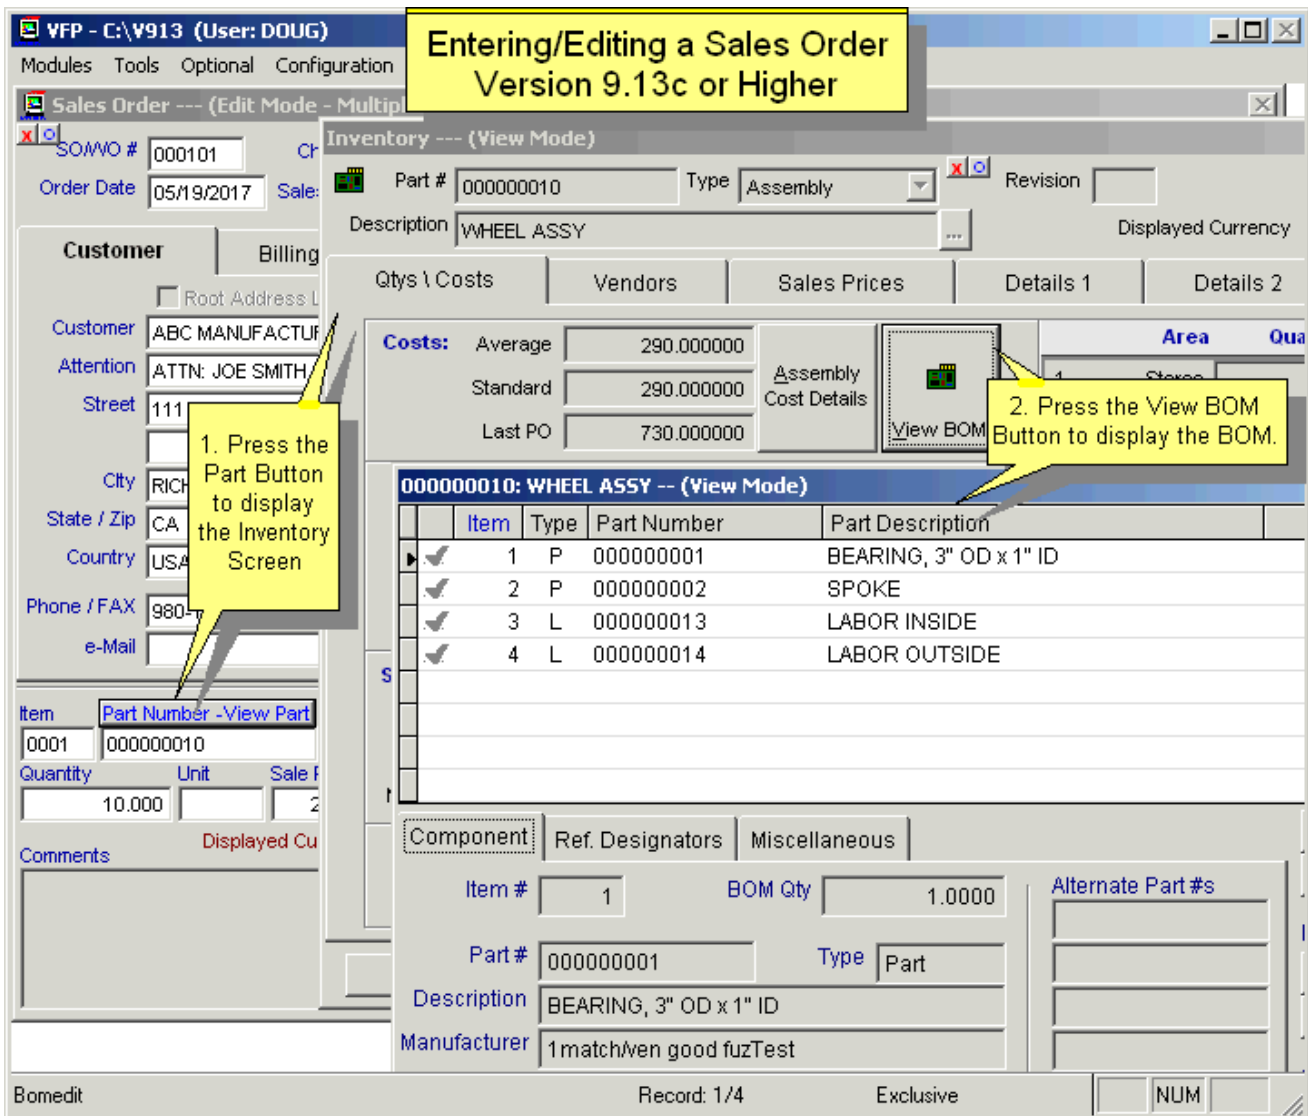 VFP - C:\V913 (User: DOUG)
Entering/Editing a Sales Order
Version 9.13c or Higher
Modules Tools Optional Configuration
Sales Order --- (Edit Mode - Multipl
Inventory --- (View Mode)
SO/WO # 000101 Ch
Order Date 05/19/2017 Sale
Part # 000000010 Type Assembly Revision
Description WHEEL ASSY ... Displayed Currency
Customer Billing
Qtys \ Costs Vendors Sales Prices Details 1 Details 2
Root Address L
Customer ABC MANUFACTUR
Attention ATTN: JOE SMITH
Street 111
City RICH
State / Zip CA
Country USA
Phone / FAX 980-1
e-Mail
Costs: Average 290.000000
Standard 290.000000
Last PO 730.000000
Assembly
Cost Details
View BOM
Area Qua
1 Stores
1. Press the
Part Button
to display
the Inventory
Screen
2. Press the View BOM
Button to display the BOM.
000000010: WHEEL ASSY -- (View Mode)
Item Type Part Number Part Description
1 P 000000001 BEARING, 3" OD x 1" ID
2 P 000000002 SPOKE
3 L 000000013 LABOR INSIDE
4 L 000000014 LABOR OUTSIDE
S
Item Part Number -View Part
0001 000000010
Quantity Unit Sale P
10.000 2
Displayed Cu
Comments
Component Ref. Designators Miscellaneous
Item # 1 BOM Qty 1.0000 Alternate Part #s
Part # 000000001 Type Part
Description BEARING, 3" OD x 1" ID
Manufacturer 1match/ven good fuzTest
Bomedit Record: 1/4 Exclusive NUM